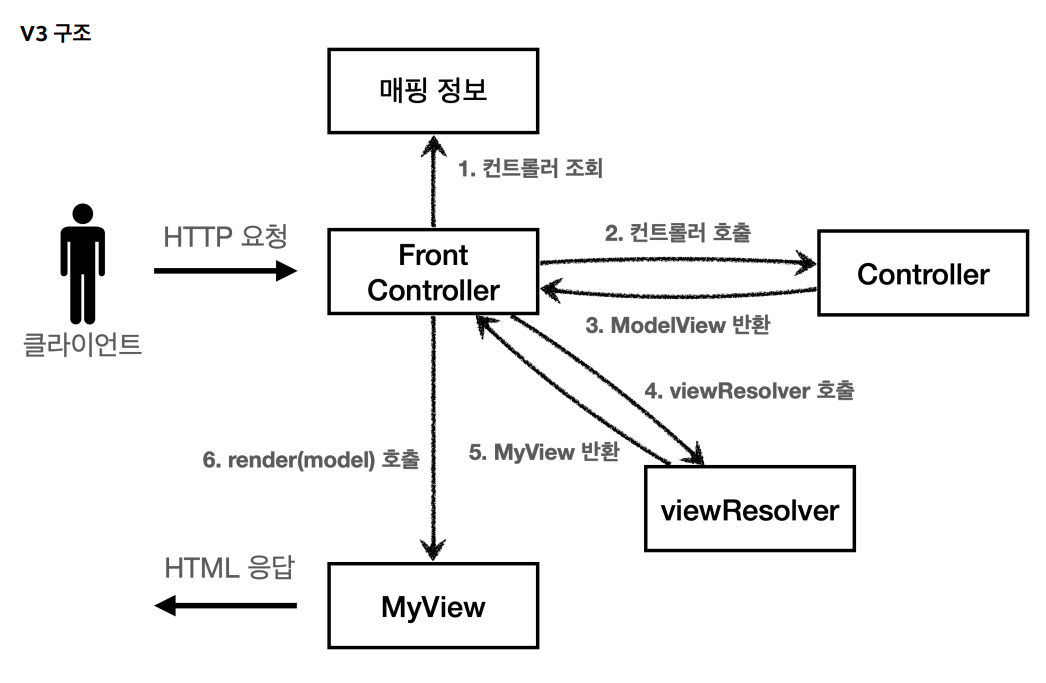 V3 구조
매핑 정보
1. 컨트롤러 조회
HTTP 요청
Front
Controller
2. 컨트롤러 호출
Controller
3. ModelView 반환
클라이언트
4. viewResolver 호출
5. MyView 반환
6. render(model) 호출
viewResolver
HTML 응답
MyView